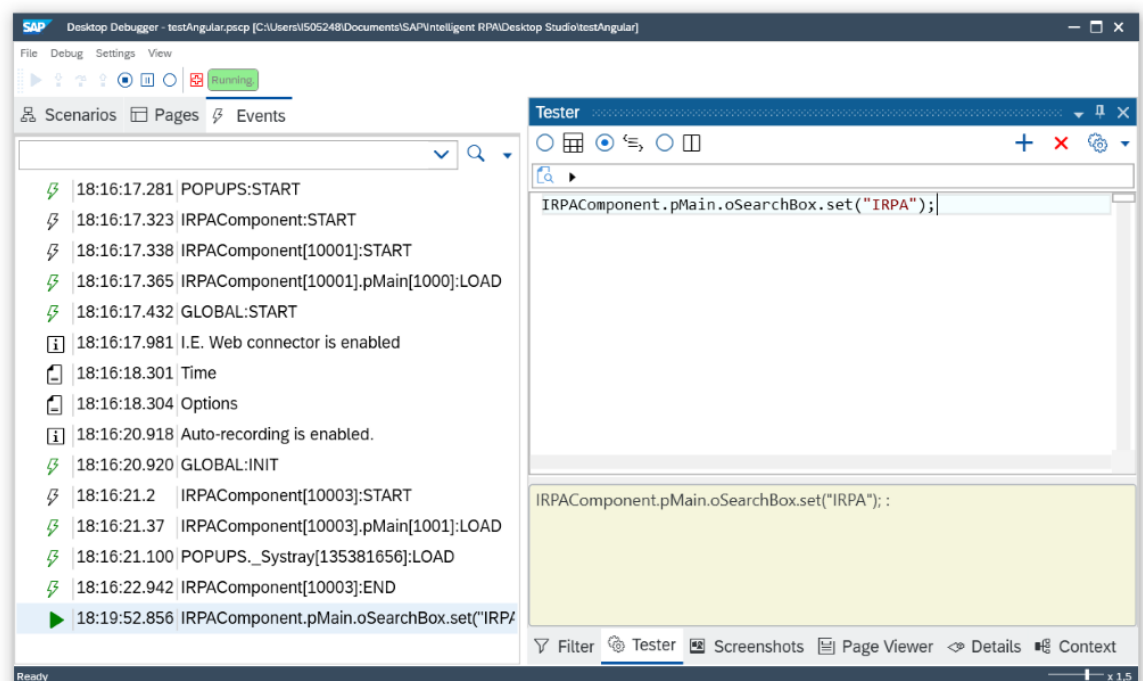 SAP Desktop Debugger - testAngular.pscp [C:\Users\I505248\Documents\SAP\Intelligent RPA\Desktop Studio\testAngular]
File Debug Settings View
Running.
Scenarios Pages Events
18:16:17.281 POPUPS:START
18:16:17.323 IRPAComponent:START
18:16:17.338 IRPAComponent[10001]:START
18:16:17.365 IRPAComponent[10001].pMain[1000]:LOAD
18:16:17.432 GLOBAL:START
18:16:17.981 I.E. Web connector is enabled
18:16:18.301 Time
18:16:18.304 Options
18:16:20.918 Auto-recording is enabled.
18:16:20.920 GLOBAL:INIT
18:16:21.2 IRPAComponent[10003]:START
18:16:21.37 IRPAComponent[10003].pMain[1001]:LOAD
18:16:21.100 POPUPS._Systray[135381656]:LOAD
18:16:22.942 IRPAComponent[10003]:END
18:19:52.856 IRPAComponent.pMain.oSearchBox.set("IRPA
Tester
IRPAComponent.pMain.oSearchBox.set("IRPA");
IRPAComponent.pMain.oSearchBox.set("IRPA"); :
Filter Tester Screenshots Page Viewer Details Context
Ready
x 1,5